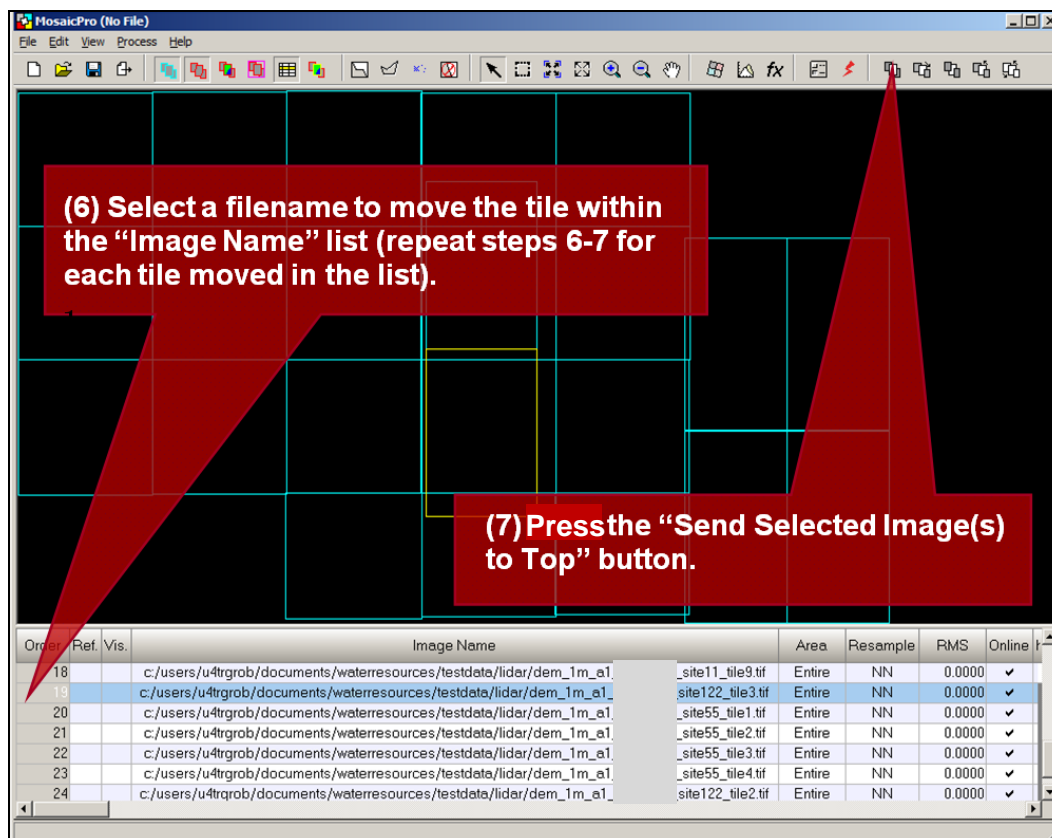 MosaicPro (No File)
File Edit View Process Help
(6) Select a filename to move the tile within
the “Image Name” list (repeat steps 6-7 for
each tile moved in the list).
(7) Press the “Send Selected Image(s)
to Top” button.
Order Ref. Vis. Image Name Area Resample RMS Online
18 c:/users/u4trgrob/documents/waterresources/testdata/lidar/dem_1m_a1_ _site11_tile9.tif Entire NN 0.0000 ✓
19 c:/users/u4trgrob/documents/waterresources/testdata/lidar/dem_1m_a1_ site122_tile3.tif Entire NN 0.0000 ✓
20 c:/users/u4trgrob/documents/waterresources/testdata/lidar/dem_1m_a1_ _site55_tile1.tif Entire NN 0.0000 ✓
21 c:/users/u4trgrob/documents/waterresources/testdata/lidar/dem_1m_a1_ _site55_tile2.tif Entire NN 0.0000 ✓
22 c:/users/u4trgrob/documents/waterresources/testdata/lidar/dem_1m_a1_ _site55_tile3.tif Entire NN 0.0000 ✓
23 c:/users/u4trgrob/documents/waterresources/testdata/lidar/dem_1m_a1_ _site55_tile4.tif Entire NN 0.0000 ✓
24 c:/users/u4trgrob/documents/waterresources/testdata/lidar/dem_1m_a1_ _site122_tile2.tif Entire NN 0.0000 ✓